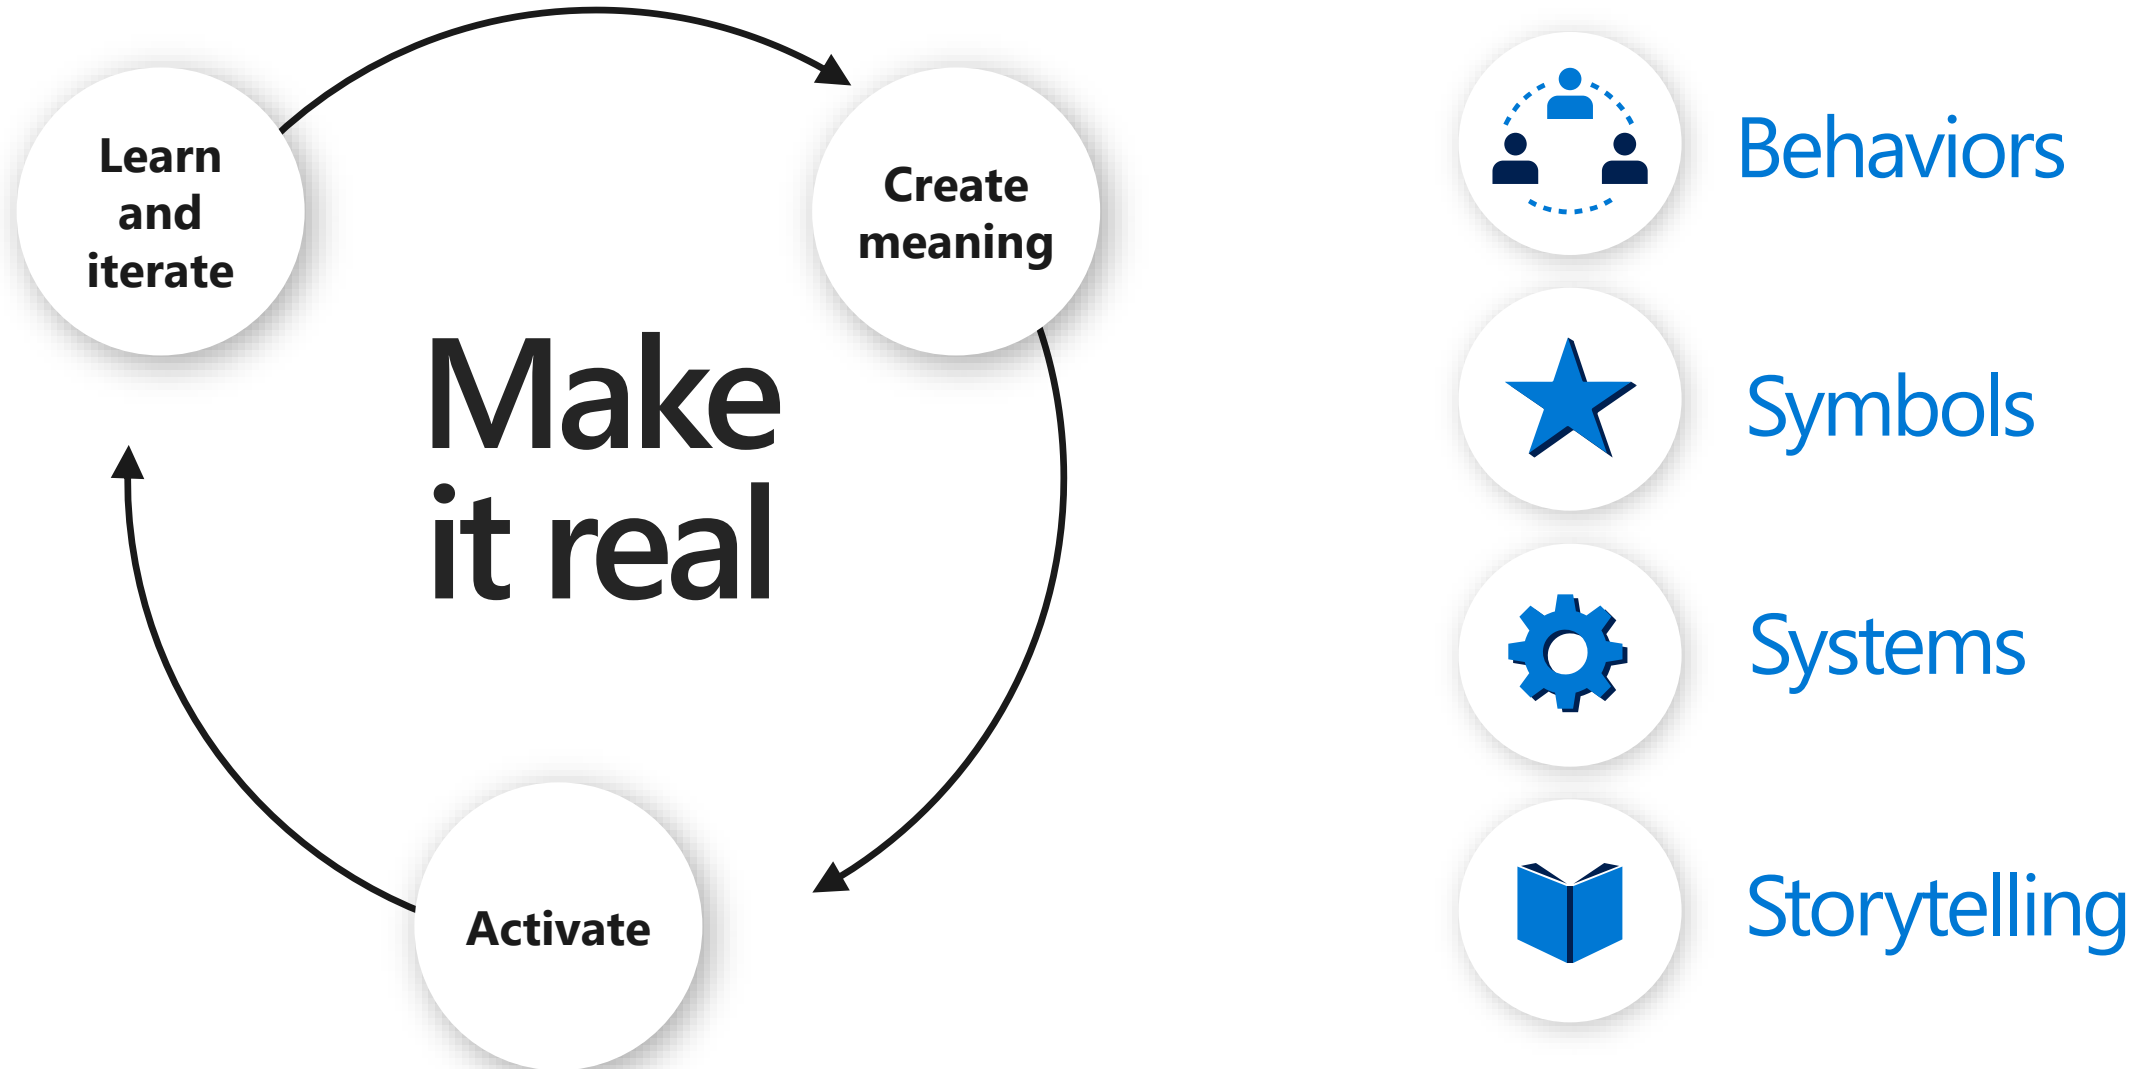 Learn
and
iterate
Create
meaning
Make
it real
Activate
Behaviors
Symbols
Systems
Storytelling